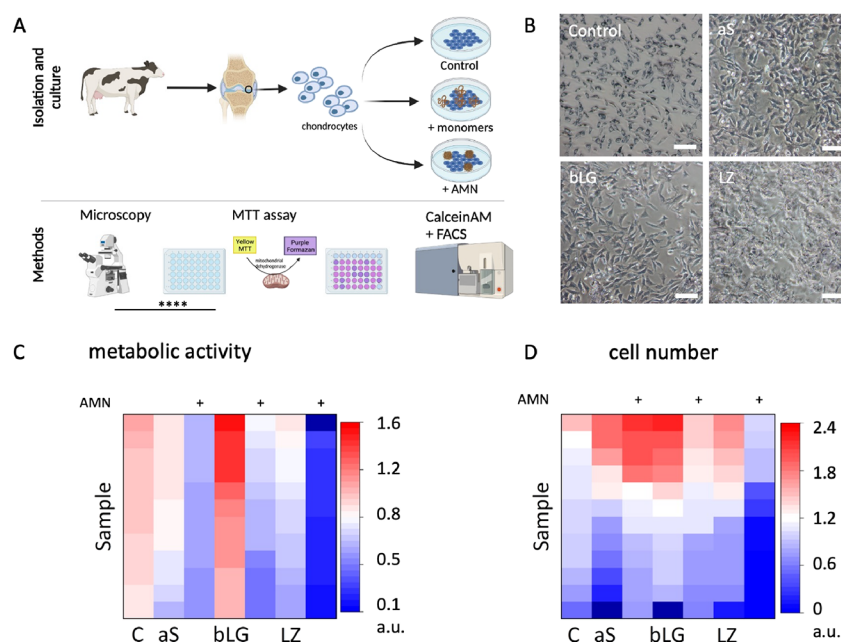 A
Isolation and
culture
chondrocytes
Control
+ monomers
+ AMN
Methods
Microscopy
MTT assay
CalceinAM
+ FACS
Yellow
MTT
Purple
Formazan
mitochondrial
dehydrogenase
****
B
Control
aS
bLG
LZ
C
metabolic activity
AMN
+
+
+
Sample
1.6
1.2
0.8
0.5
0.1
a.u.
C
aS
bLG
LZ
D
cell number
AMN
+
+
+
Sample
2.4
1.8
1.2
0.6
0
a.u.
C
aS
bLG
LZ